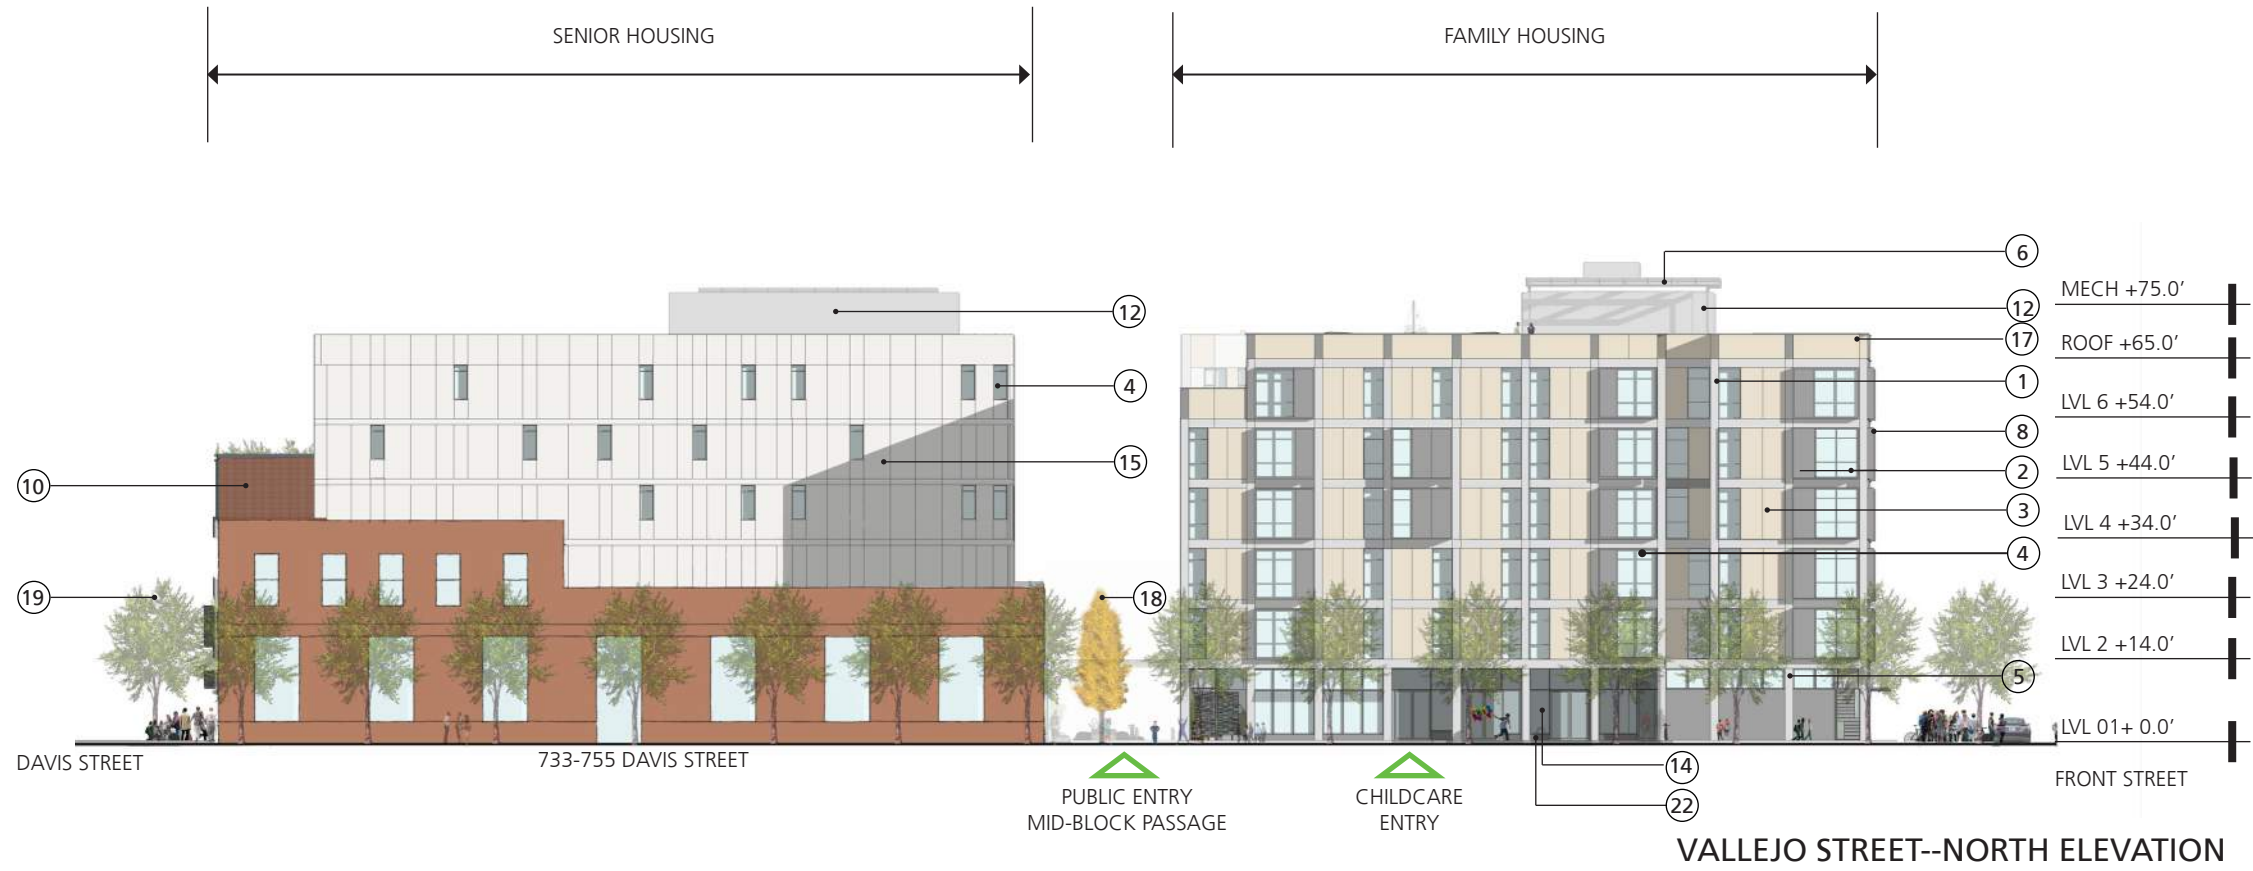 SENIOR HOUSING
FAMILY HOUSING
6
MECH +75.0’
12
12
17
ROOF +65.0’
4
1
LVL 6 +54.0’
8
15
2
LVL 5 +44.0’
10
3
LVL 4 +34.0’
4
19
18
LVL 3 +24.0’
LVL 2 +14.0’
5
LVL 01+ 0.0’
DAVIS STREET
733-755 DAVIS STREET
14
FRONT STREET
PUBLIC ENTRY
MID-BLOCK PASSAGE
CHILDCARE
ENTRY
22
VALLEJO STREET--NORTH ELEVATION